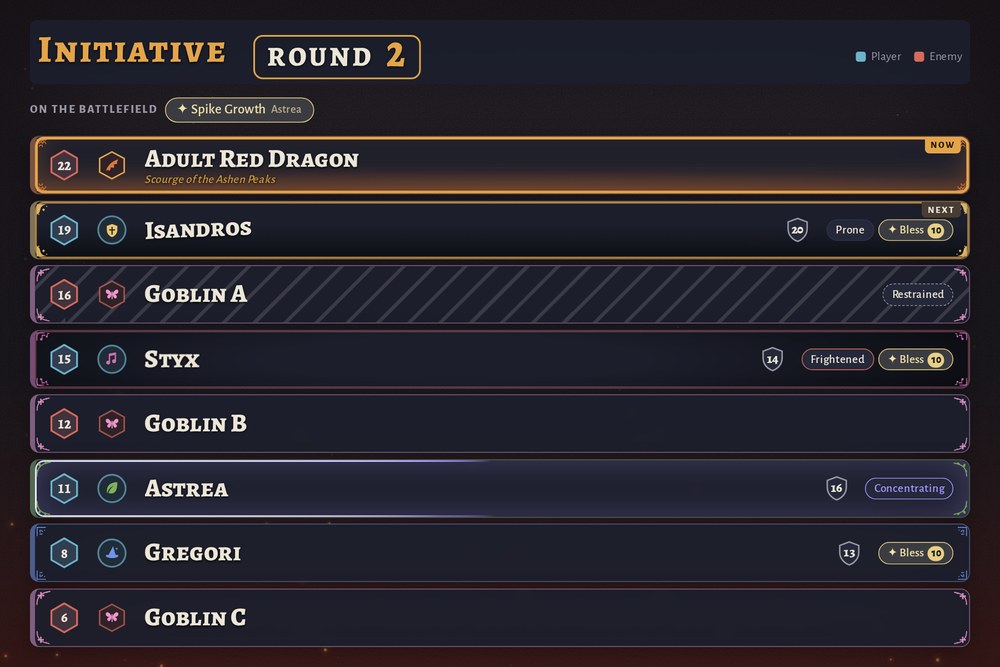 Initiative ROUND 2
Player Enemy
ON THE BATTLEFIELD ✦ Spike Growth Astrea
NOW
22 Adult Red Dragon
Scourge of the Ashen Peaks
NEXT
19 Isandros 20 Prone ✦ Bless 10
16 Goblin A Restrained
15 Styx 14 Frightened ✦ Bless 10
12 Goblin B
11 Astrea 16 Concentrating
8 Gregori 13 ✦ Bless 10
6 Goblin C